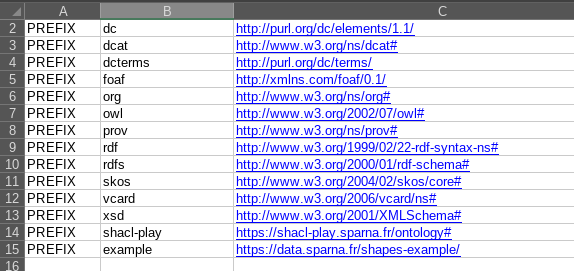 A B C
2 PREFIX dc http://purl.org/dc/elements/1.1/
3 PREFIX dcat http://www.w3.org/ns/dcat#
4 PREFIX dcterms http://purl.org/dc/terms/
5 PREFIX foaf http://xmlns.com/foaf/0.1/
6 PREFIX org http://www.w3.org/ns/org#
7 PREFIX owl http://www.w3.org/2002/07/owl#
8 PREFIX prov http://www.w3.org/ns/prov#
9 PREFIX rdf http://www.w3.org/1999/02/22-rdf-syntax-ns#
10 PREFIX rdfs http://www.w3.org/2000/01/rdf-schema#
11 PREFIX skos http://www.w3.org/2004/02/skos/core#
12 PREFIX vcard http://www.w3.org/2006/vcard/ns#
13 PREFIX xsd http://www.w3.org/2001/XMLSchema#
14 PREFIX shacl-play https://shacl-play.sparna.fr/ontology#
15 PREFIX example https://data.sparna.fr/shapes-example/
16